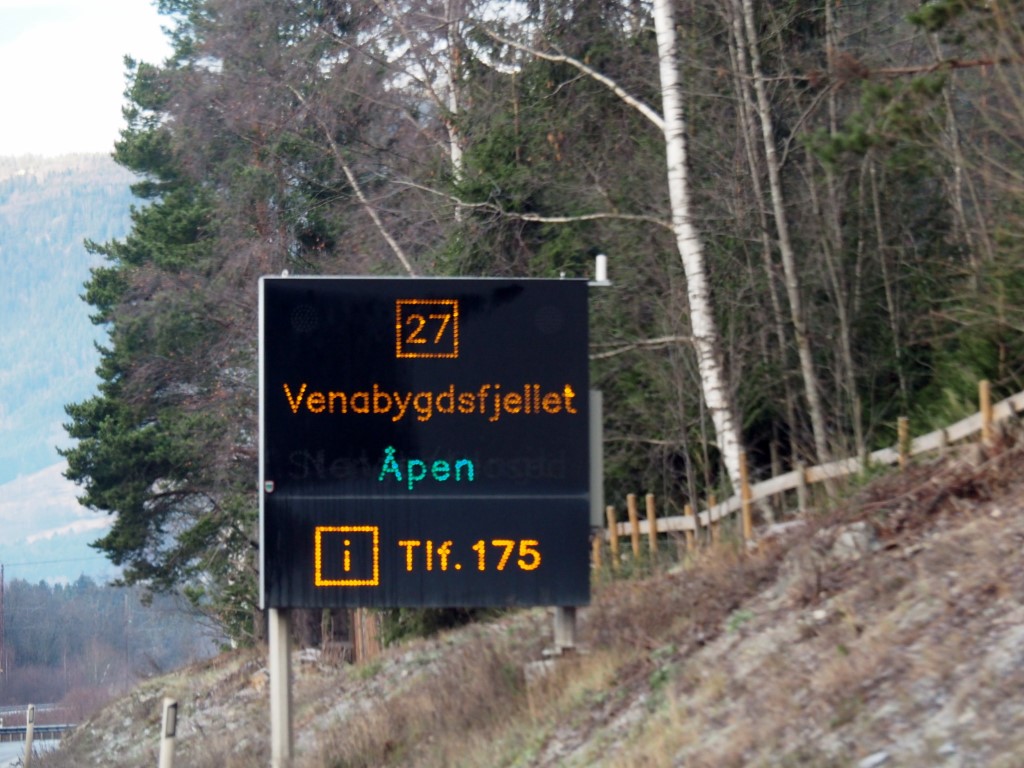 27
Venabygdsfjellet
Åpen
i Tlf. 175